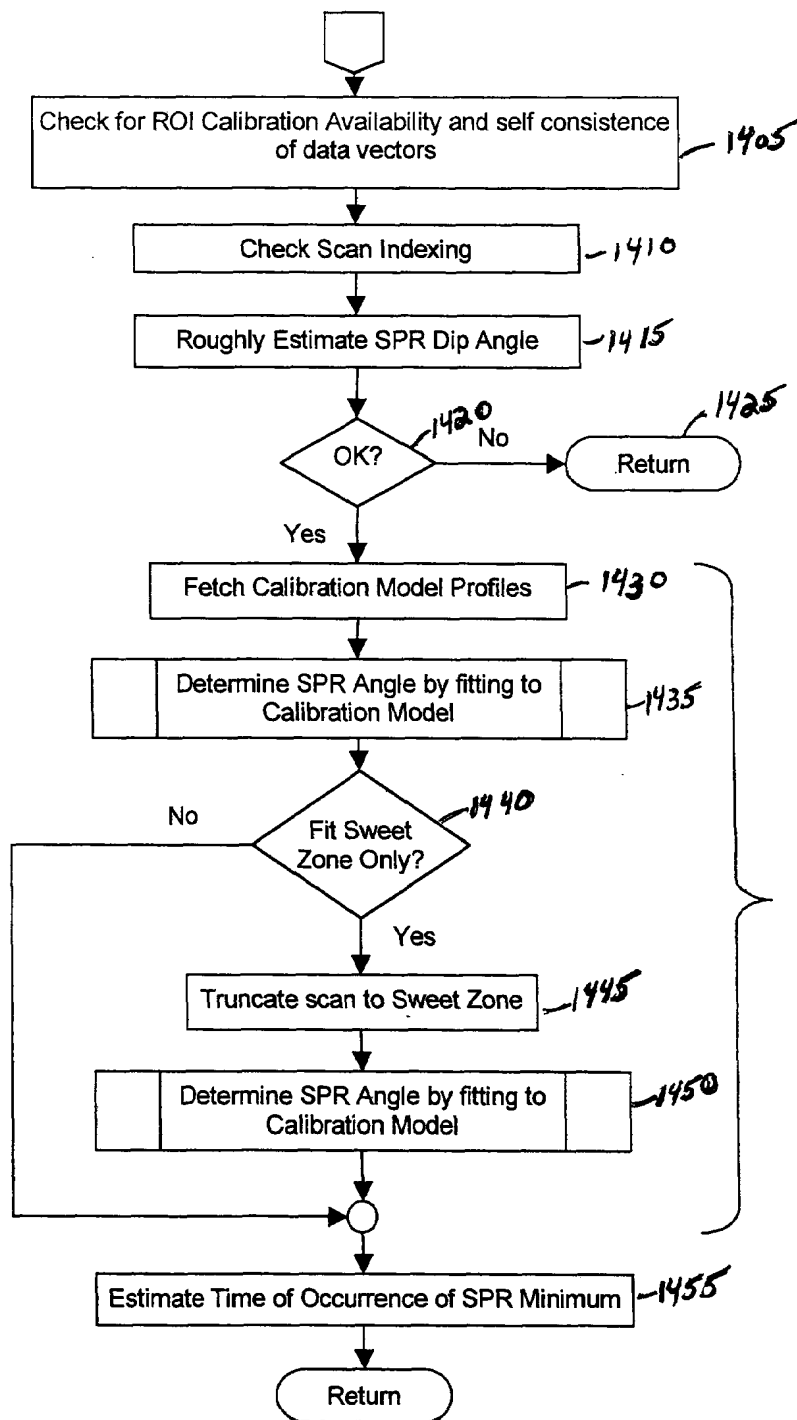 Check for ROI Calibration Availability and self consistence
of data vectors
1405
Check Scan Indexing
1410
Roughly Estimate SPR Dip Angle
1415
1420
OK?
No
1425
Return
Yes
Fetch Calibration Model Profiles
1430
Determine SPR Angle by fitting to
Calibration Model
1435
1440
No
Fit Sweet
Zone Only?
Yes
Truncate scan to Sweet Zone
1445
Determine SPR Angle by fitting to
Calibration Model
1450
Estimate Time of Occurrence of SPR Minimum
1455
Return